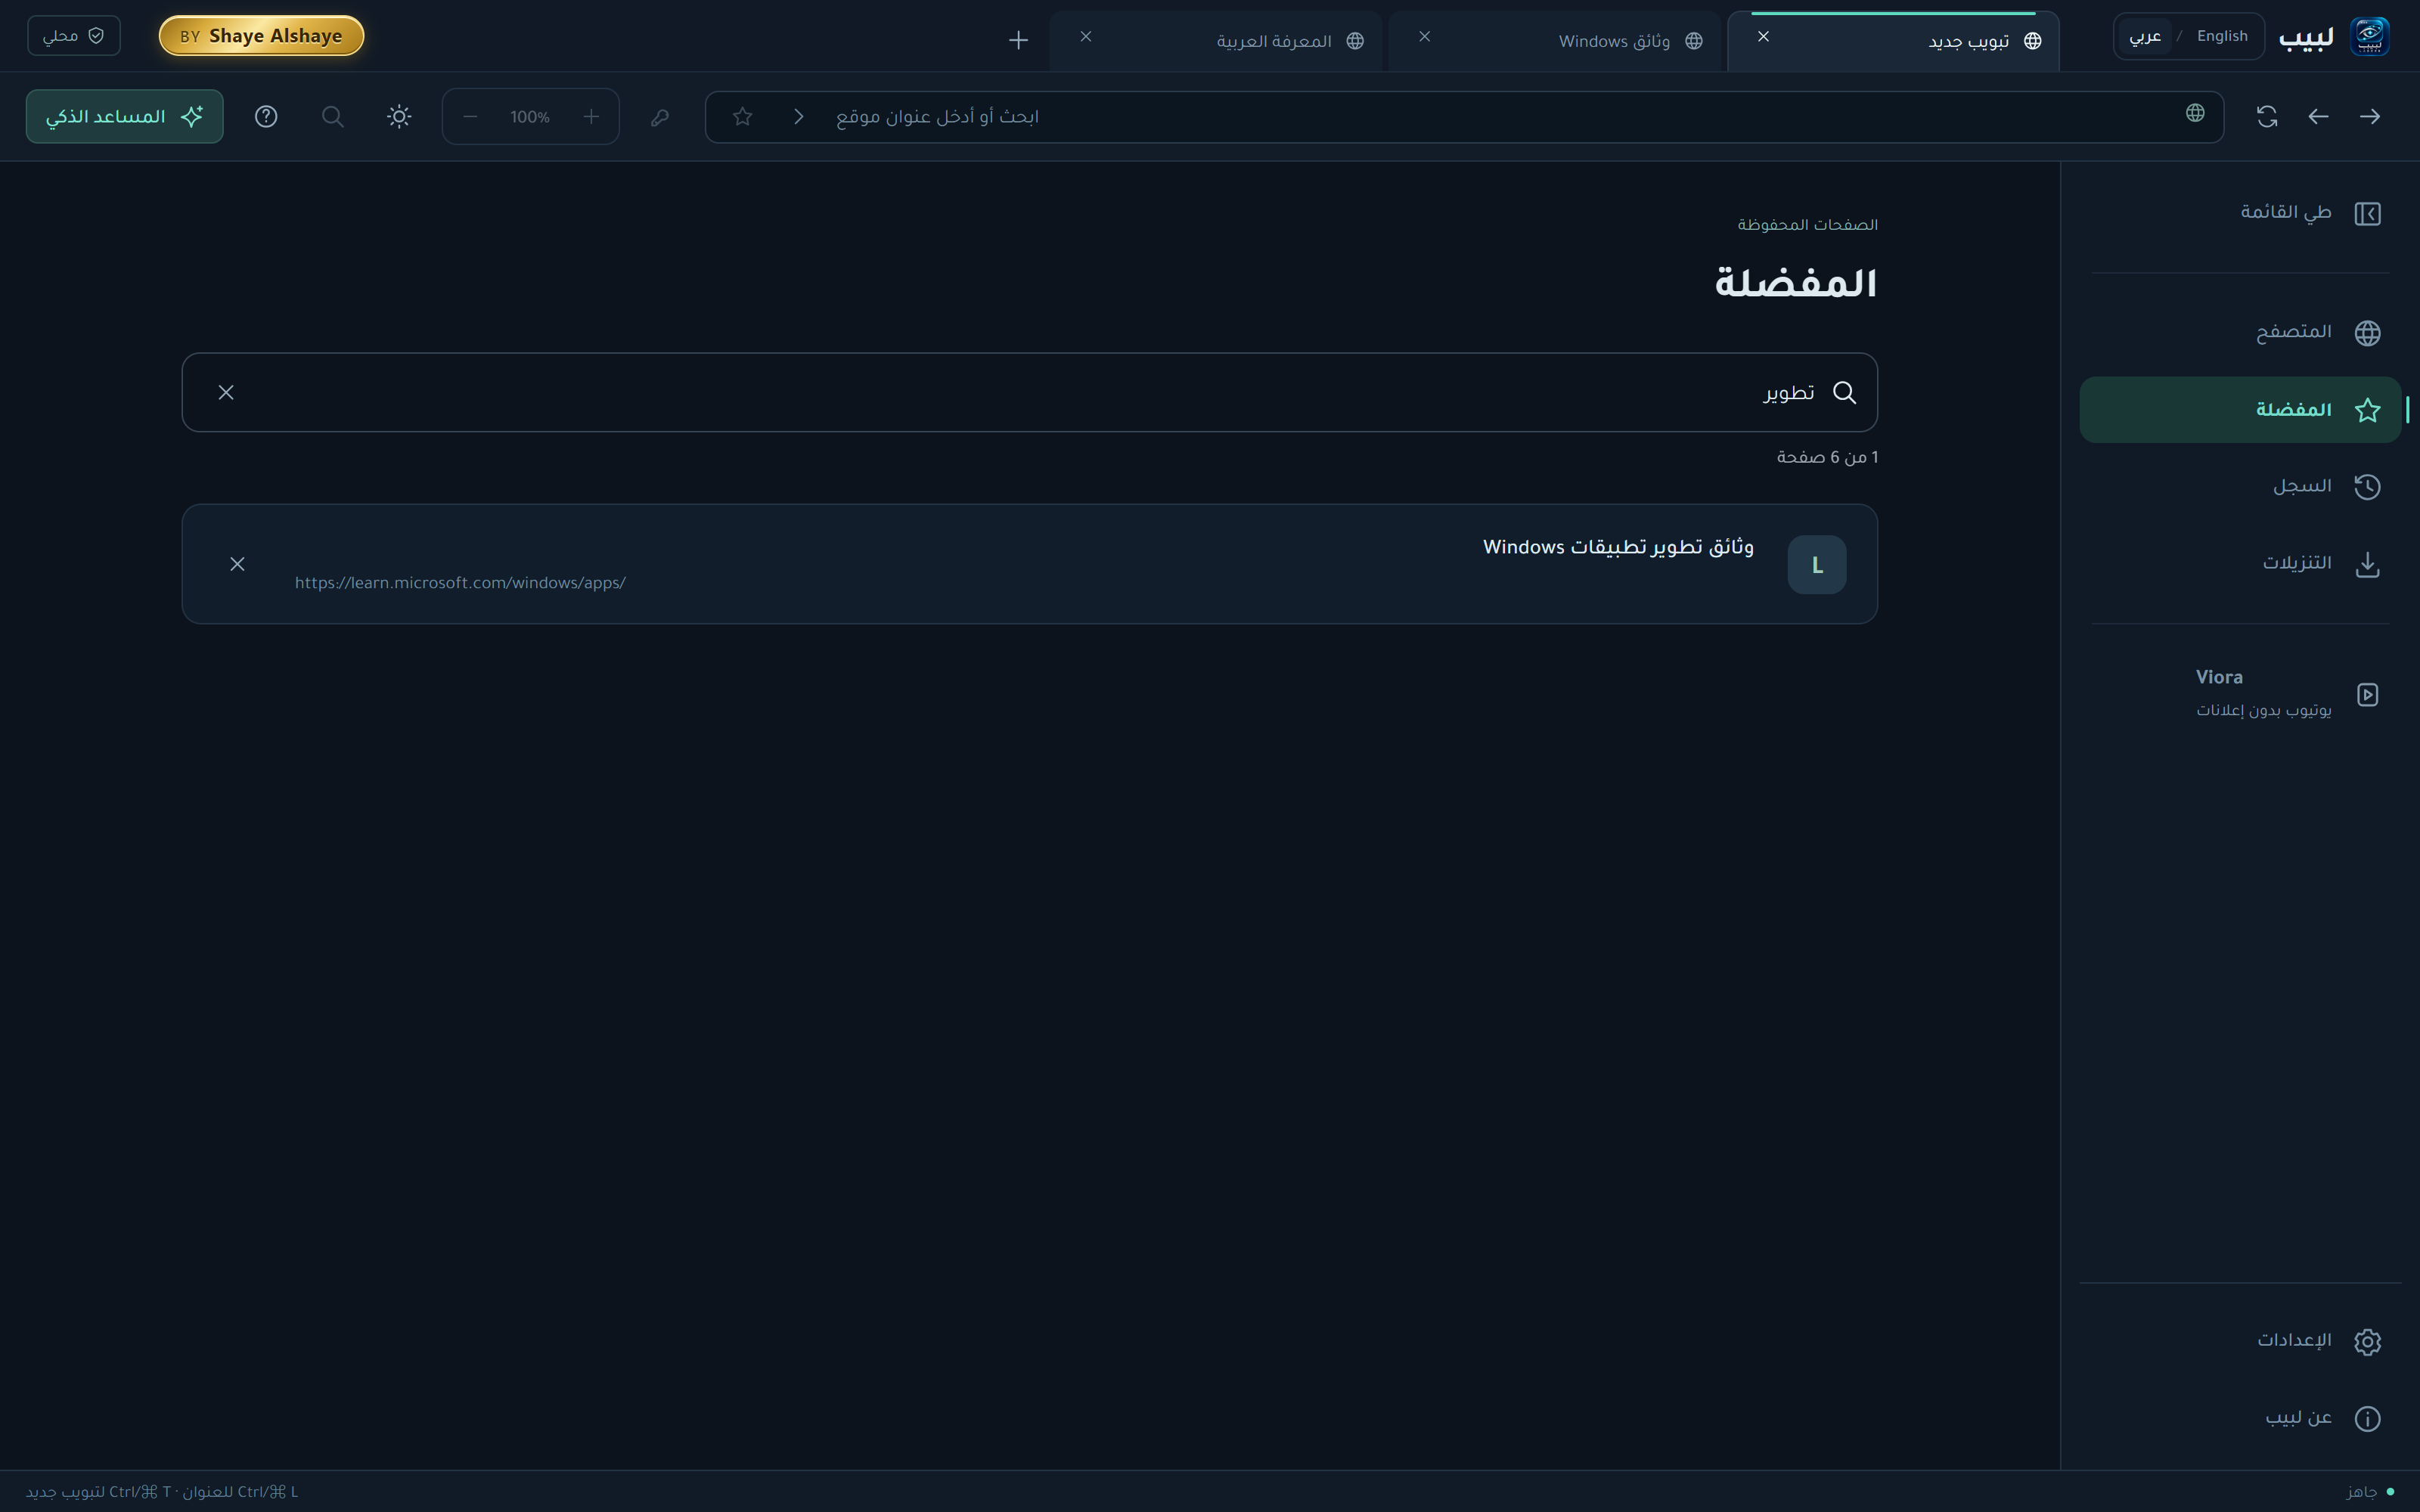 لبيب
English / عربي
تبويب جديد
وثائق Windows
المعرفة العربية
BY Shaye Alshaye
محلي
ابحث أو أدخل عنوان موقع
100%
المساعد الذكي
طي القائمة
المتصفح
المفضلة
السجل
التنزيلات
Viora
يوتيوب بدون إعلانات
الإعدادات
عن لبيب
الصفحات المحفوظة
المفضلة
تطوير
1 من 6 صفحة
L
وثائق تطوير تطبيقات Windows
https://learn.microsoft.com/windows/apps/
جاهز
Ctrl/⌘ L للعنوان · Ctrl/⌘ T لتبويب جديد